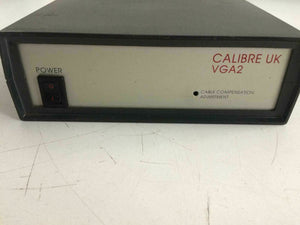 CALIBRE UK
VGA2
POWER
CABLE COMPENSATION
ADJUSTMENT